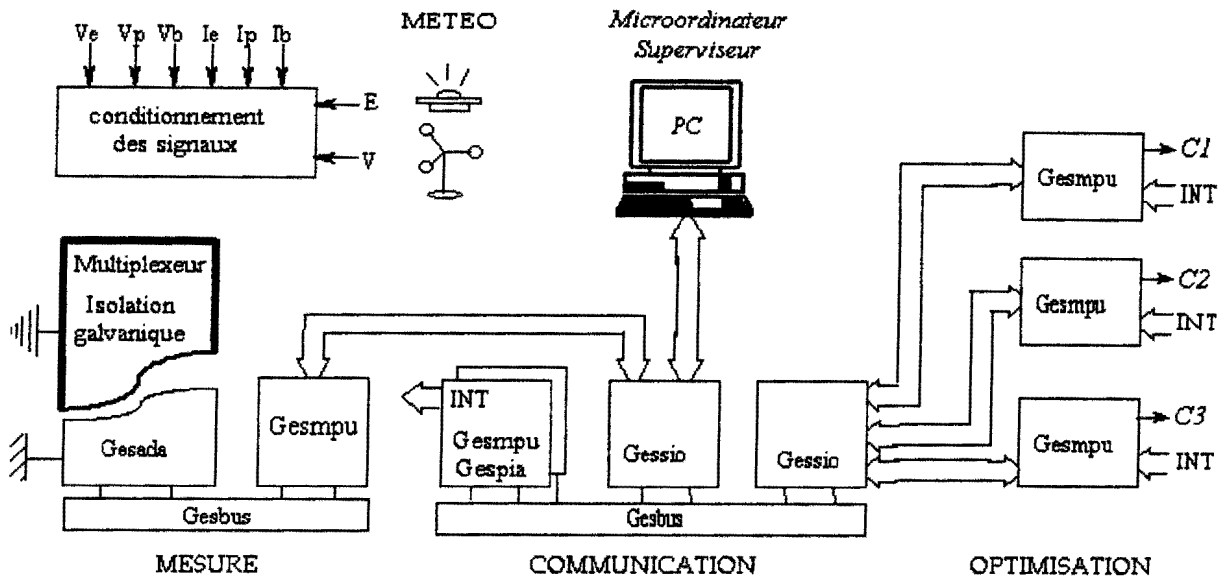 METEO
Microordinateur
Superviseur
Ve Vp Vb Ie Ip Ib
conditionnement
des signaux
E
V
PC
Gesmpu
C1
INT
Multiplexeur
Isolation
galvanique
Gesmpu
C2
INT
Gesada
Gesmpu
INT
Gesmpu
Gespia
Gessio
Gessio
Gesmpu
C3
INT
Gesbus
Gesbus
MESURE
COMMUNICATION
OPTIMISATION